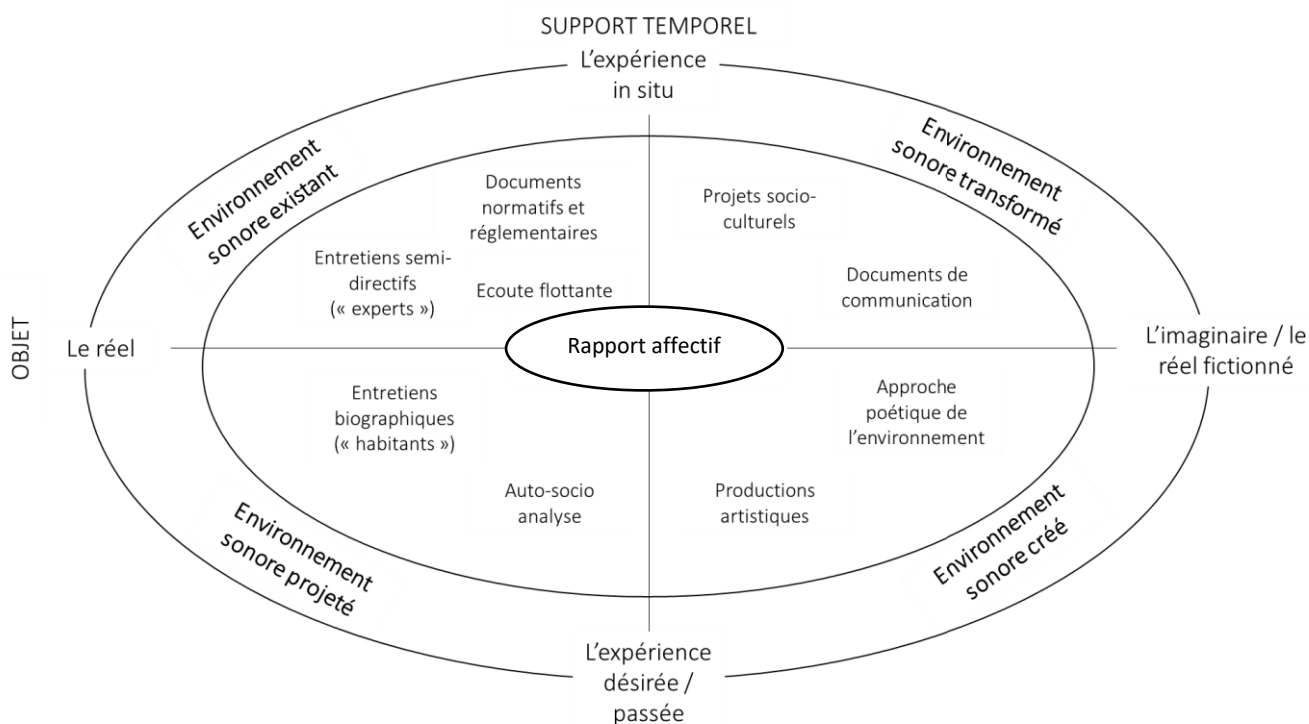 SUPPORT TEMPOREL
L'expérience
in situ
Environnement
sonore existant
Environnement
sonore transformé
Documents
normatifs et
réglementaires
Projets socio-
culturels
Entretiens semi-
directifs
(« experts »)
Ecoute flottante
Documents de
communication
OBJET
Le réel
Rapport affectif
L'imaginaire / le
réel fictionné
Entretiens
biographiques
(« habitants »)
Approche
poétique de
l'environnement
Auto-socio
analyse
Productions
artistiques
Environnement
sonore projeté
Environnement
sonore créé
L'expérience
désirée /
passée